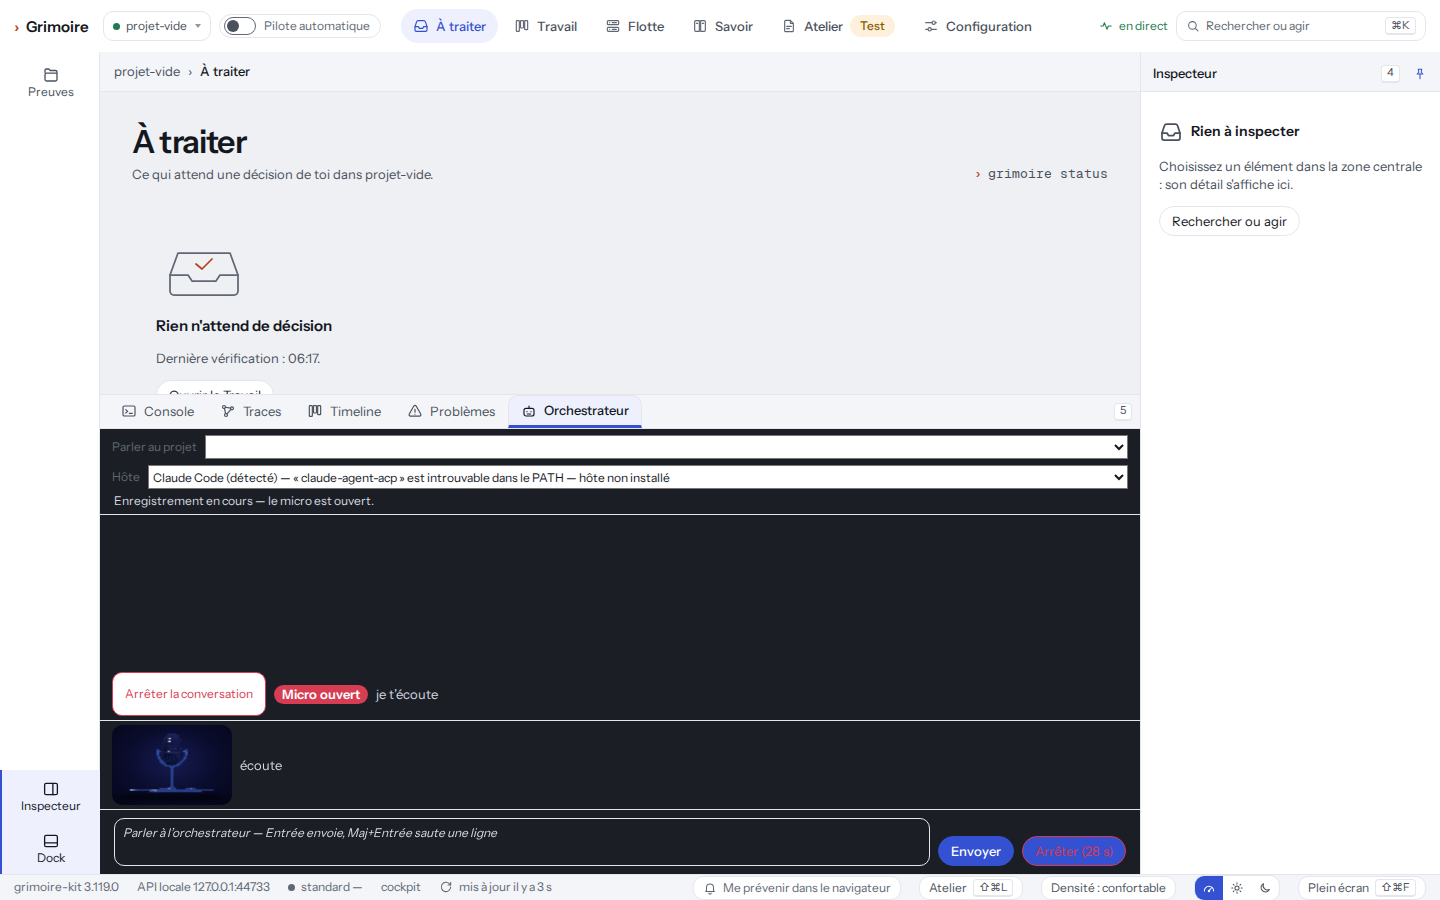 › Grimoire projet-vide Pilote automatique À traiter Travail Flotte Savoir Atelier Test Configuration en direct Rechercher ou agir ⌘K
Preuves
projet-vide › À traiter
Inspecteur 4
À traiter
Ce qui attend une décision de toi dans projet-vide.
› grimoire status
Rien n'attend de décision
Dernière vérification : 06:17.
Ouvrir le Travail
Rien à inspecter
Choisissez un élément dans la zone centrale
: son détail s'affiche ici.
Rechercher ou agir
Console Traces Timeline Problèmes Orchestrateur 5
Parler au projet
Hôte Claude Code (détecté) — « claude-agent-acp » est introuvable dans le PATH — hôte non installé
Enregistrement en cours — le micro est ouvert.
Arrêter la conversation Micro ouvert je t'écoute
écoute
Parler à l'orchestrateur — Entrée envoie, Maj+Entrée saute une ligne
Envoyer Arrêter (28 s)
Inspecteur
Dock
grimoire-kit 3.119.0 API locale 127.0.0.1:44733 standard — cockpit mis à jour il y a 3 s Me prévenir dans le navigateur Atelier ⇧⌘L Densité : confortable Plein écran ⇧⌘F